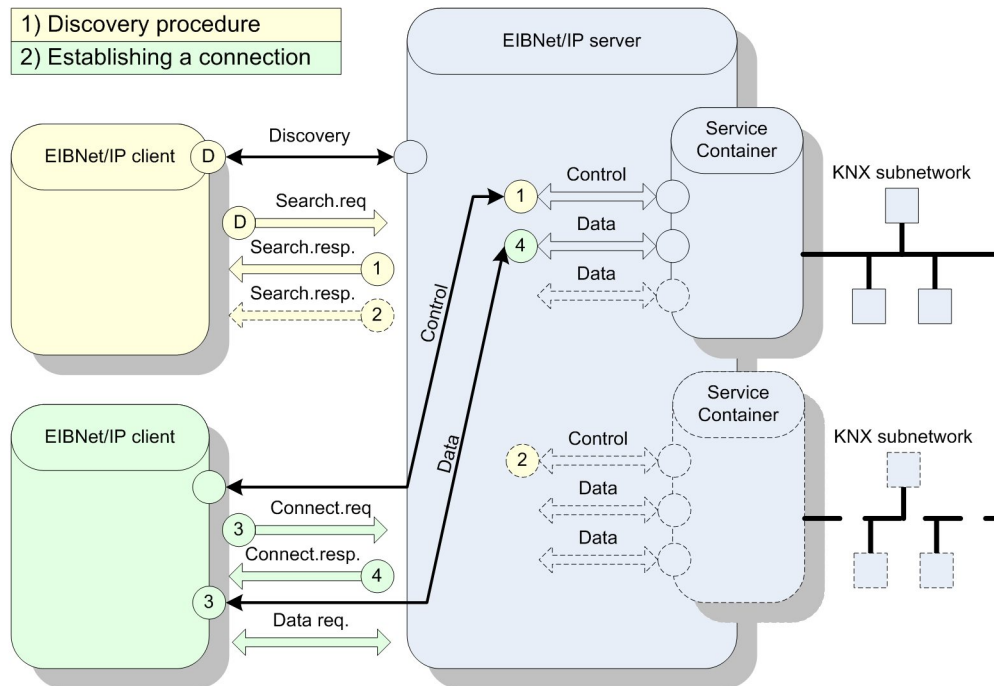 1) Discovery procedure
2) Establishing a connection
EIBNet/IP server
EIBNet/IP client
D
Discovery
D
Search.req
Search.resp.
1
Search.resp.
2
Control
Data
1
Control
4
Data
Data
Service
Container
KNX subnetwork
EIBNet/IP client
3
Connect.req
Connect.resp.
4
3
Data req.
2
Control
Data
Data
Service
Container
KNX subnetwork